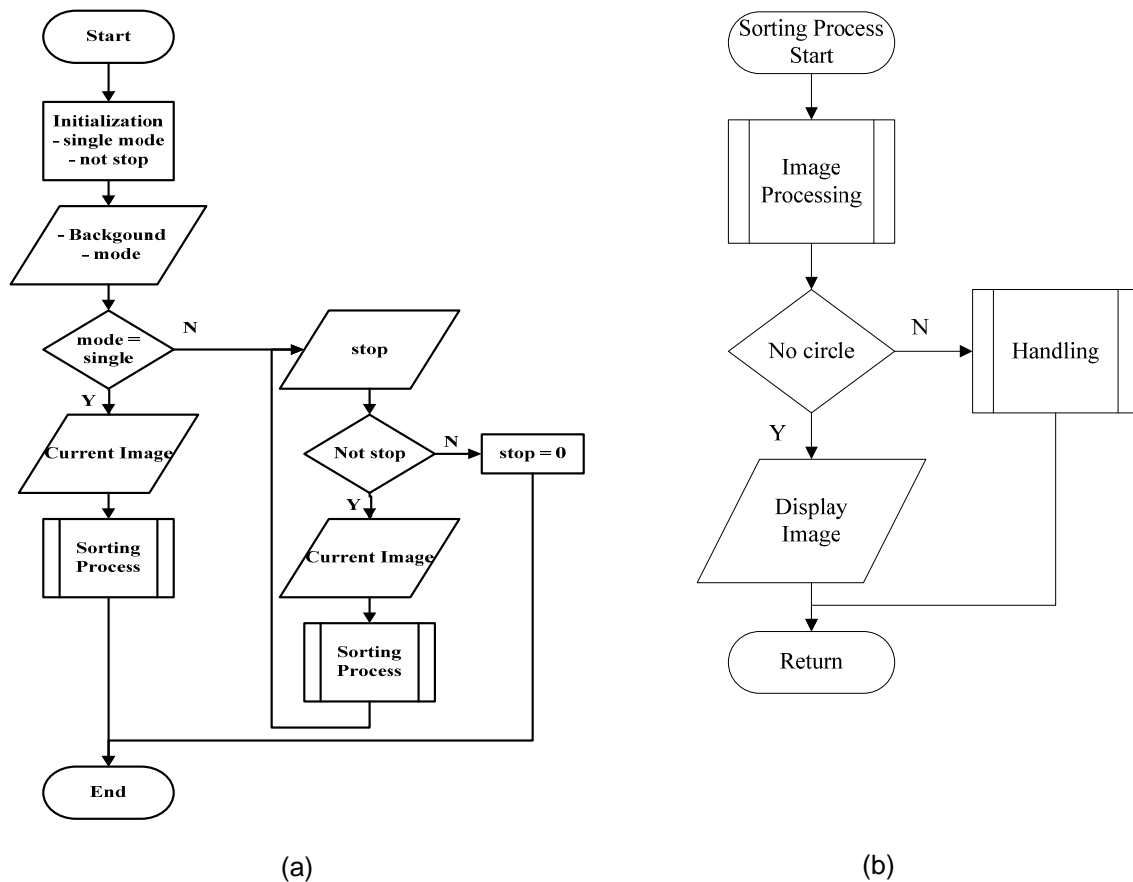 Start
Initialization
- single mode
- not stop
- Backgound
- mode
mode =
single
N
Y
Current Image
Sorting
Process
stop
Not stop
N
stop = 0
Y
Current Image
Sorting
Process
End
(a)
Sorting Process
Start
Image
Processing
No circle
N
Handling
Y
Display
Image
Return
(b)